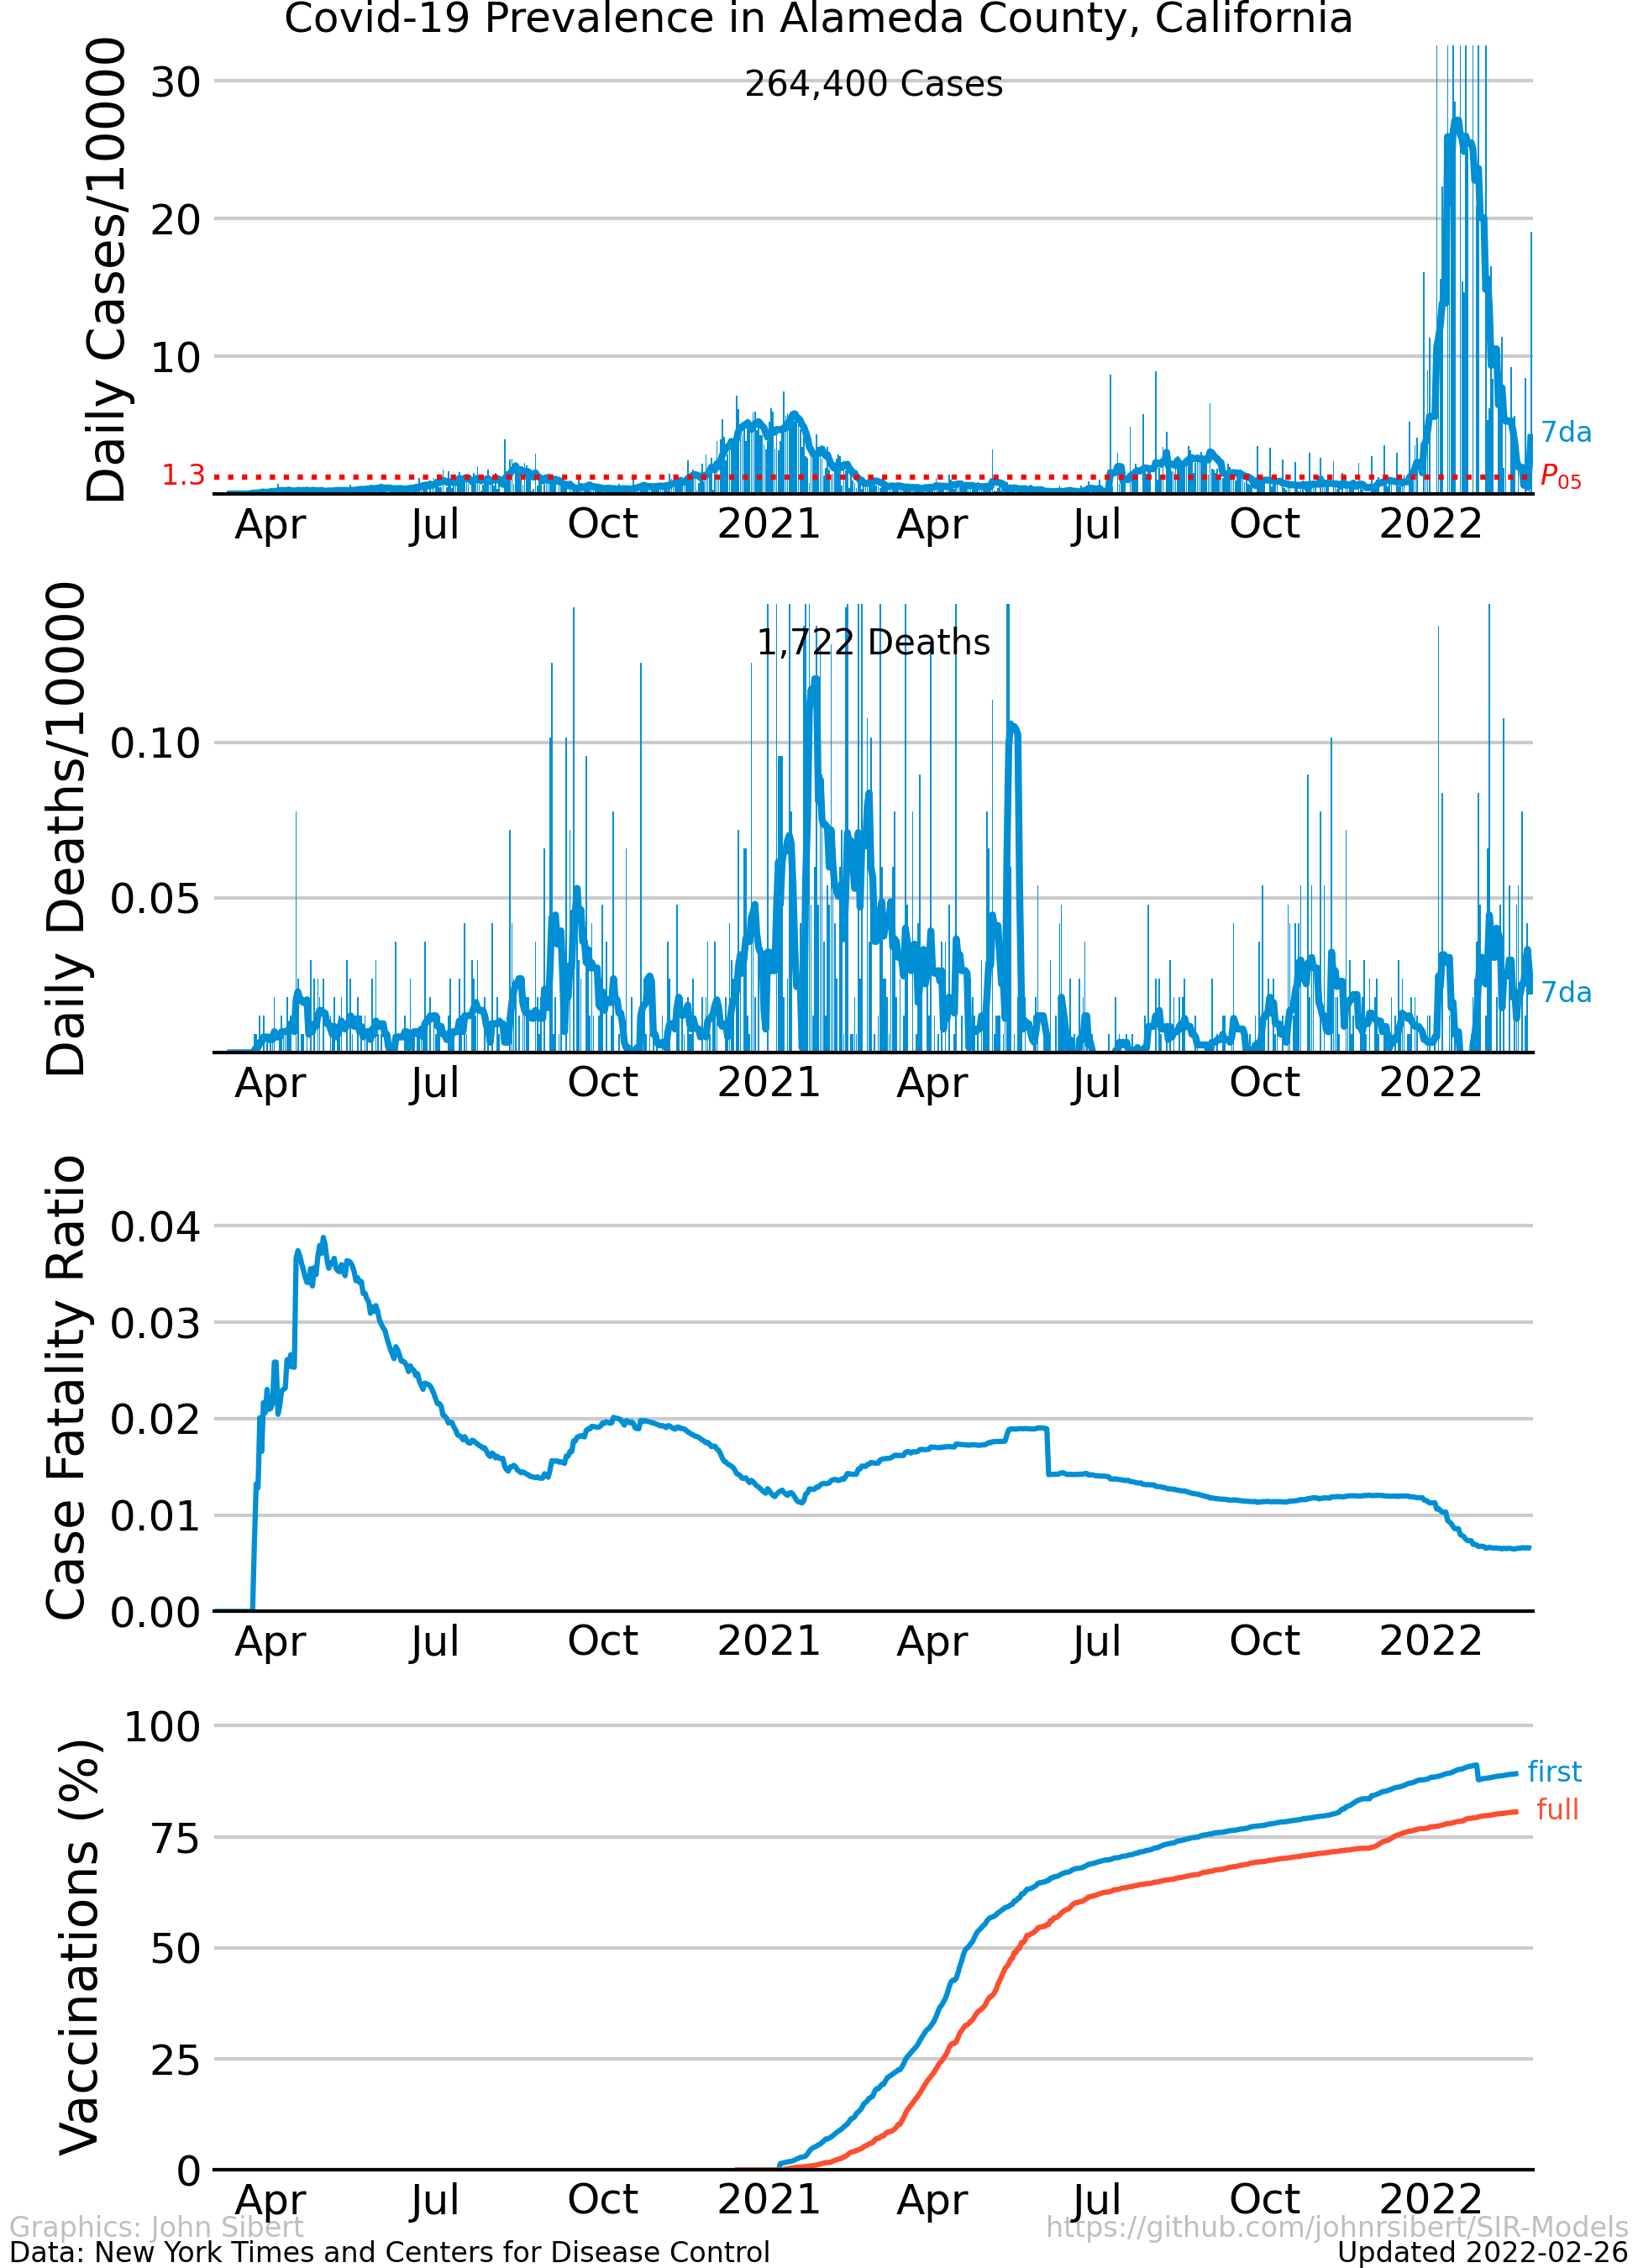 Covid-19 Prevalence in Alameda County, California
Daily Cases/10000
30
20
10
1.3
264,400 Cases
7da
P05
Apr Jul Oct 2021 Apr Jul Oct 2022
Daily Deaths/10000
0.10
0.05
1,722 Deaths
7da
Apr Jul Oct 2021 Apr Jul Oct 2022
Case Fatality Ratio
0.04
0.03
0.02
0.01
0.00
Apr Jul Oct 2021 Apr Jul Oct 2022
Vaccinations (%)
100
75
50
25
0
first
full
Apr Jul Oct 2021 Apr Jul Oct 2022
Graphics: John Sibert
https://github.com/johnrsibert/SIR-Models
Data: New York Times and Centers for Disease Control
Updated 2022-02-26